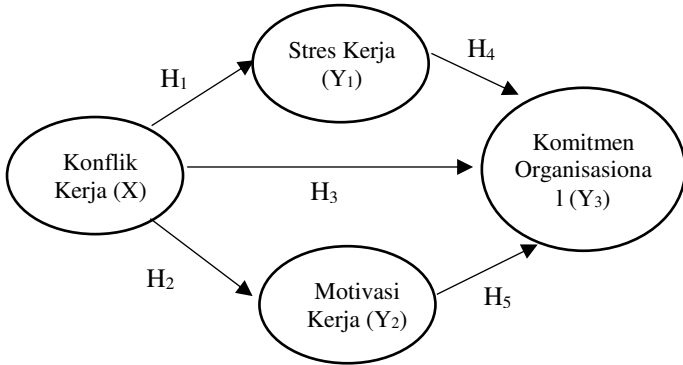 Stres Kerja
(Y₁)
H₄
H₁
Konflik
Kerja (X)
H₃
Komitmen
Organisasiona
l (Y₃)
H₂
Motivasi
Kerja (Y₂)
H₅